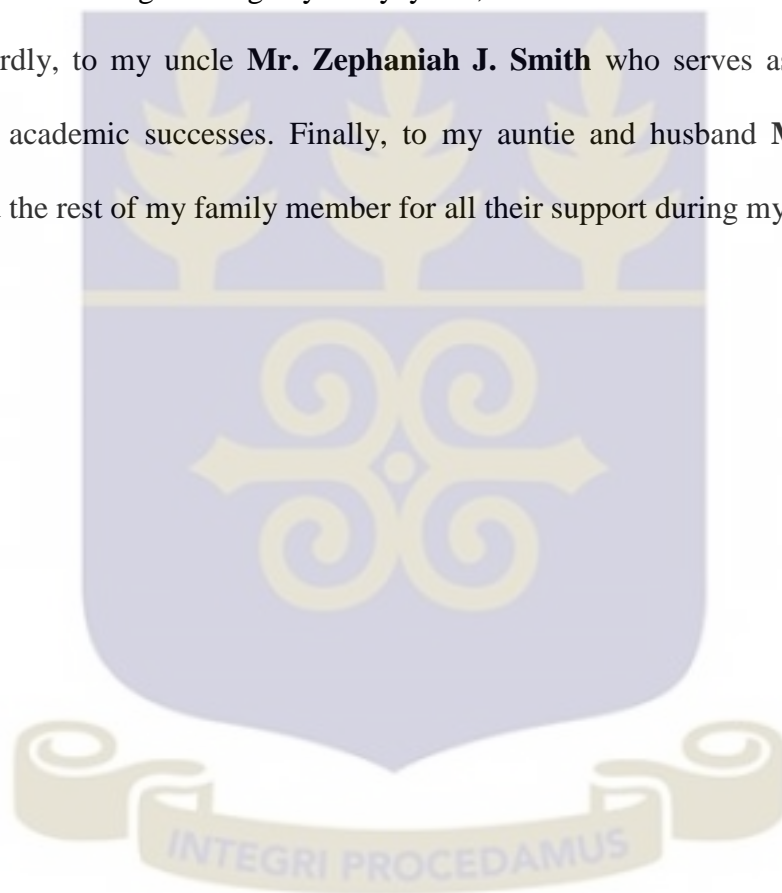 rdly, to my uncle Mr. Zephaniah J. Smith who serves as
academic successes. Finally, to my auntie and husband M
the rest of my family member for all their support during my
INTEGRI PROCEDAMUS